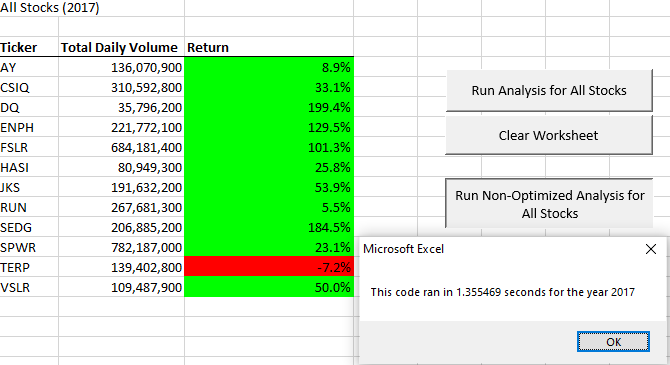 All Stocks (2017)
Ticker Total Daily Volume Return
AY 136,070,900 8.9%
CSIQ 310,592,800 33.1%
DQ 35,796,200 199.4%
ENPH 221,772,100 129.5%
FSLR 684,181,400 101.3%
HASI 80,949,300 25.8%
JKS 191,632,200 53.9%
RUN 267,681,300 5.5%
SEDG 206,885,200 184.5%
SPWR 782,187,000 23.1%
TERP 139,402,800 -7.2%
VSLR 109,487,900 50.0%
Run Analysis for All Stocks
Clear Worksheet
Run Non-Optimized Analysis for
All Stocks
Microsoft Excel
This code ran in 1.355469 seconds for the year 2017
OK